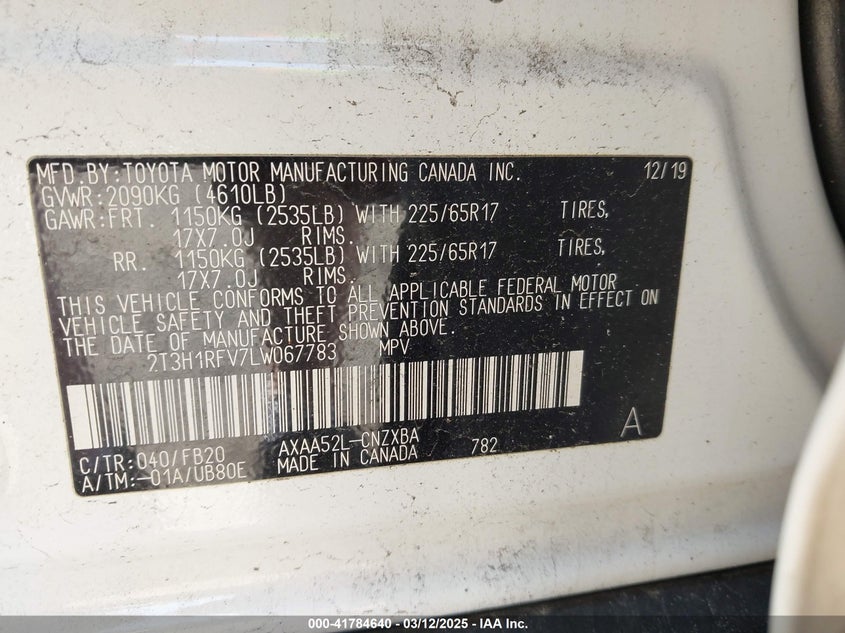 MFD. BY: TOYOTA MOTOR MANUFACTURING CANADA INC. 12/19
GVWR: 2090KG (4610LB)
GAWR: FRT. 1150KG (2535LB) WITH 225/65R17 TIRES,
17X7.0J RIMS.
RR. 1150KG (2535LB) WITH 225/65R17 TIRES,
17X7.0J RIMS.
THIS VEHICLE CONFORMS TO ALL APPLICABLE FEDERAL MOTOR
VEHICLE SAFETY AND THEFT PREVENTION STANDARDS IN EFFECT ON
THE DATE OF MANUFACTURE SHOWN ABOVE.
2T3H1RFV7LW067783 MPV
C/TR: 040/FB20 AXAA52L-CNZXBA 782 A
A/TM: -01A/UB80E MADE IN CANADA
000-41784640 - 03/12/2025 - IAA Inc.